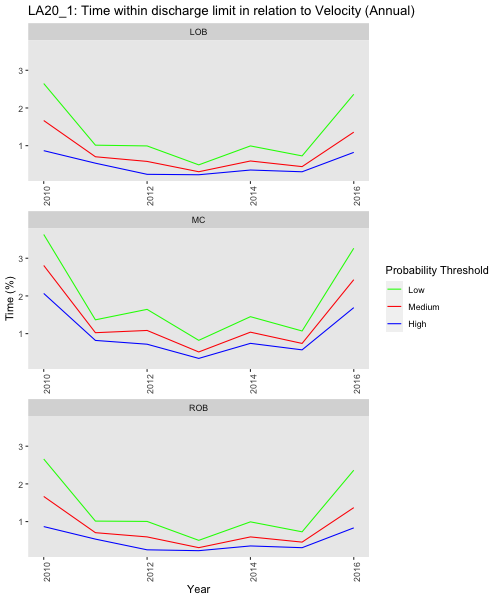 LA20_1: Time within discharge limit in relation to Velocity (Annual)
LOB
3
2
1
2010
2012
2014
2016
MC
3
2
1
2010
2012
2014
2016
ROB
3
2
1
2010
2012
2014
2016
Time (%)
Year
Probability Threshold
Low
Medium
High